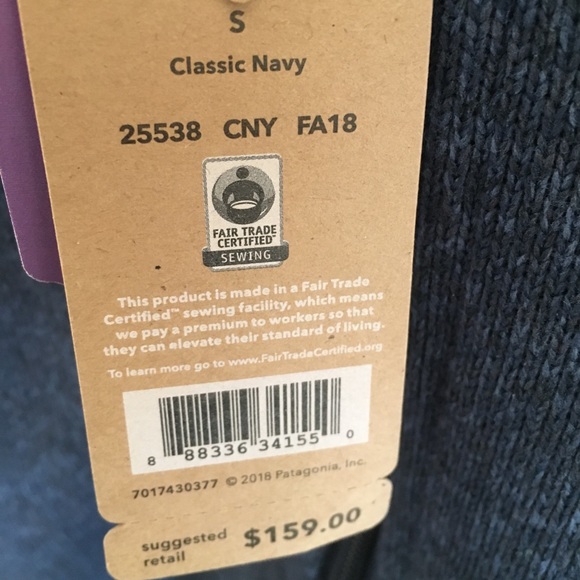 S
Classic Navy
25538 CNY FA18
FAIR TRADE
CERTIFIED™
SEWING
This product is made in a Fair Trade
Certified™ sewing facility, which means
we pay a premium to workers so that
they can elevate their standard of living.
To learn more go to www.FairTradeCertified.org
8 88336 34155 0
7017430377 © 2018 Patagonia, Inc.
suggested
retail $159.00